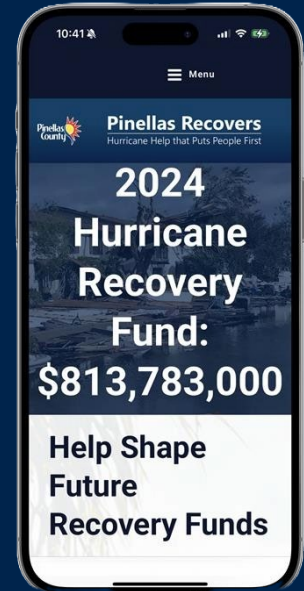 10:41
Menu
Pinellas County
Pinellas Recovers
Hurricane Help that Puts People First
2024
Hurricane
Recovery
Fund:
$813,783,000
Help Shape
Future
Recovery Funds